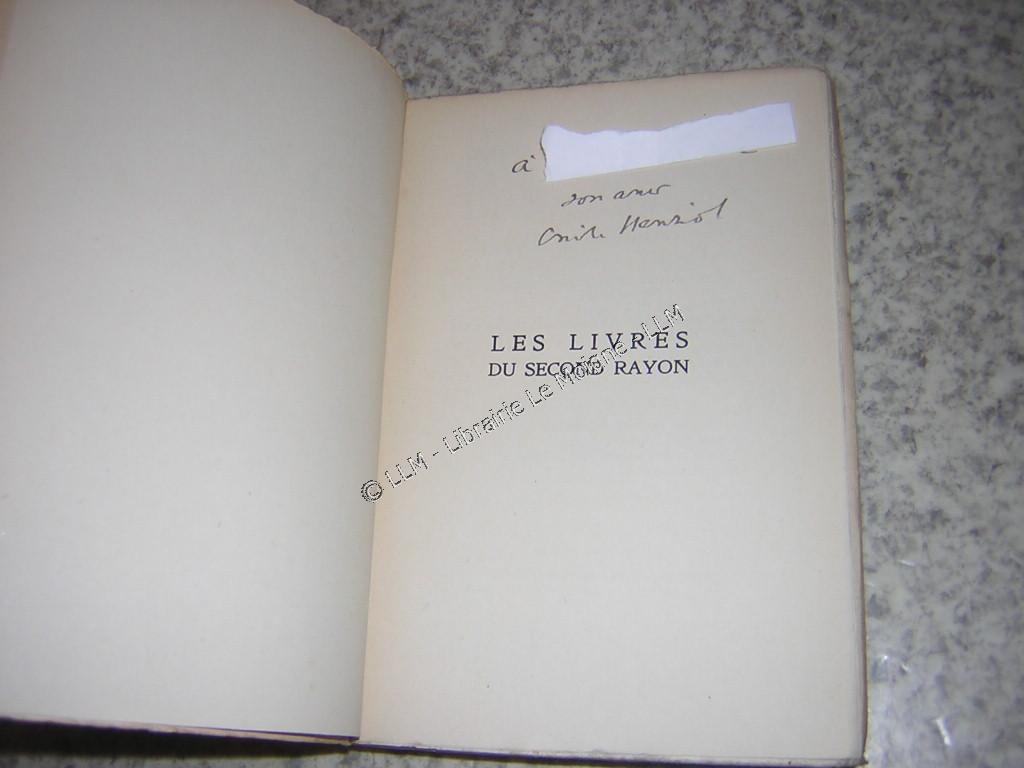 à
son ami
Emile Henriot
LES LIVRES
DU SECOND RAYON
© LLM - Librairie Le Moigne - LLM